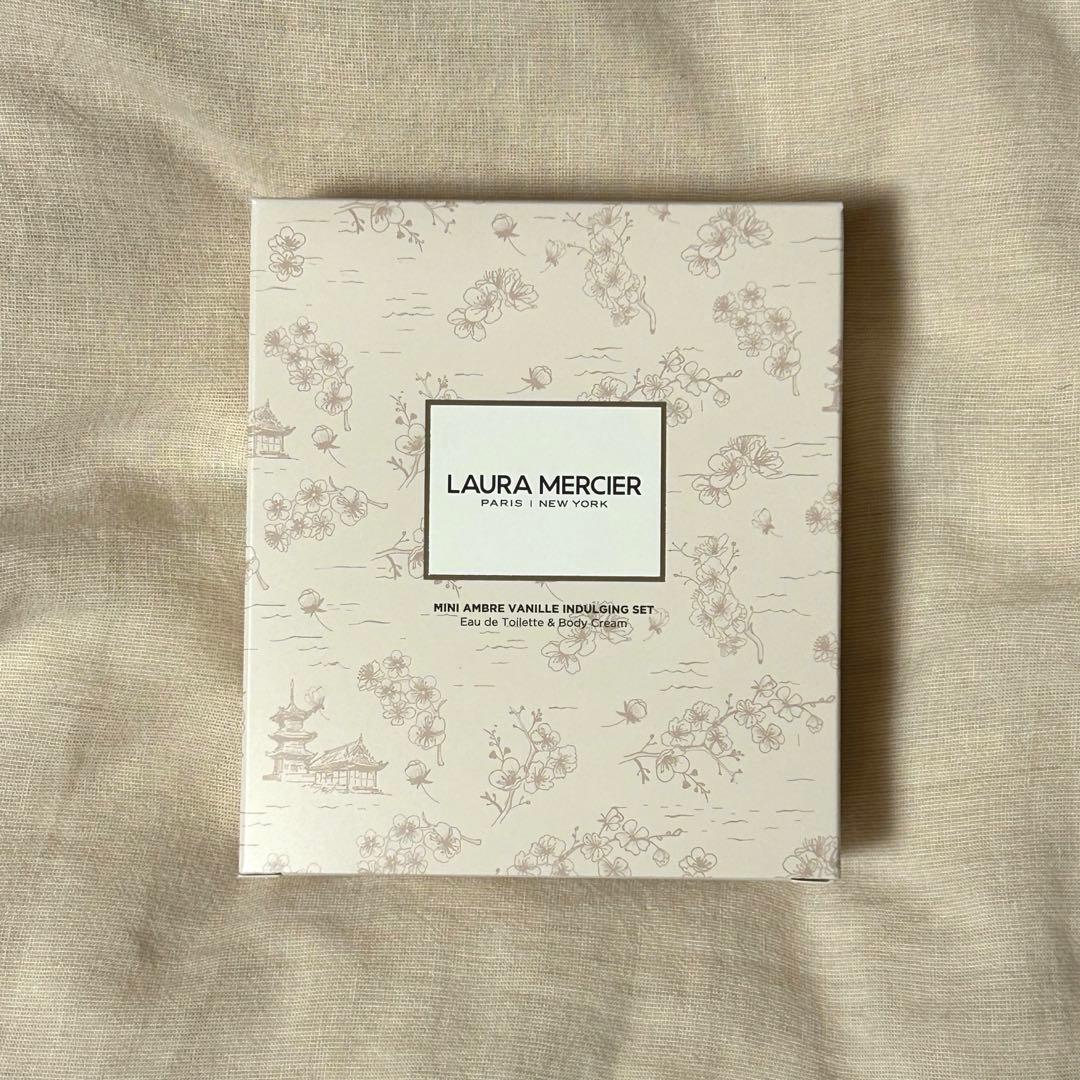 LAURA MERCIER
PARIS | NEW YORK
MINI AMBRE VANILLE INDULGING SET
Eau de Toilette & Body Cream